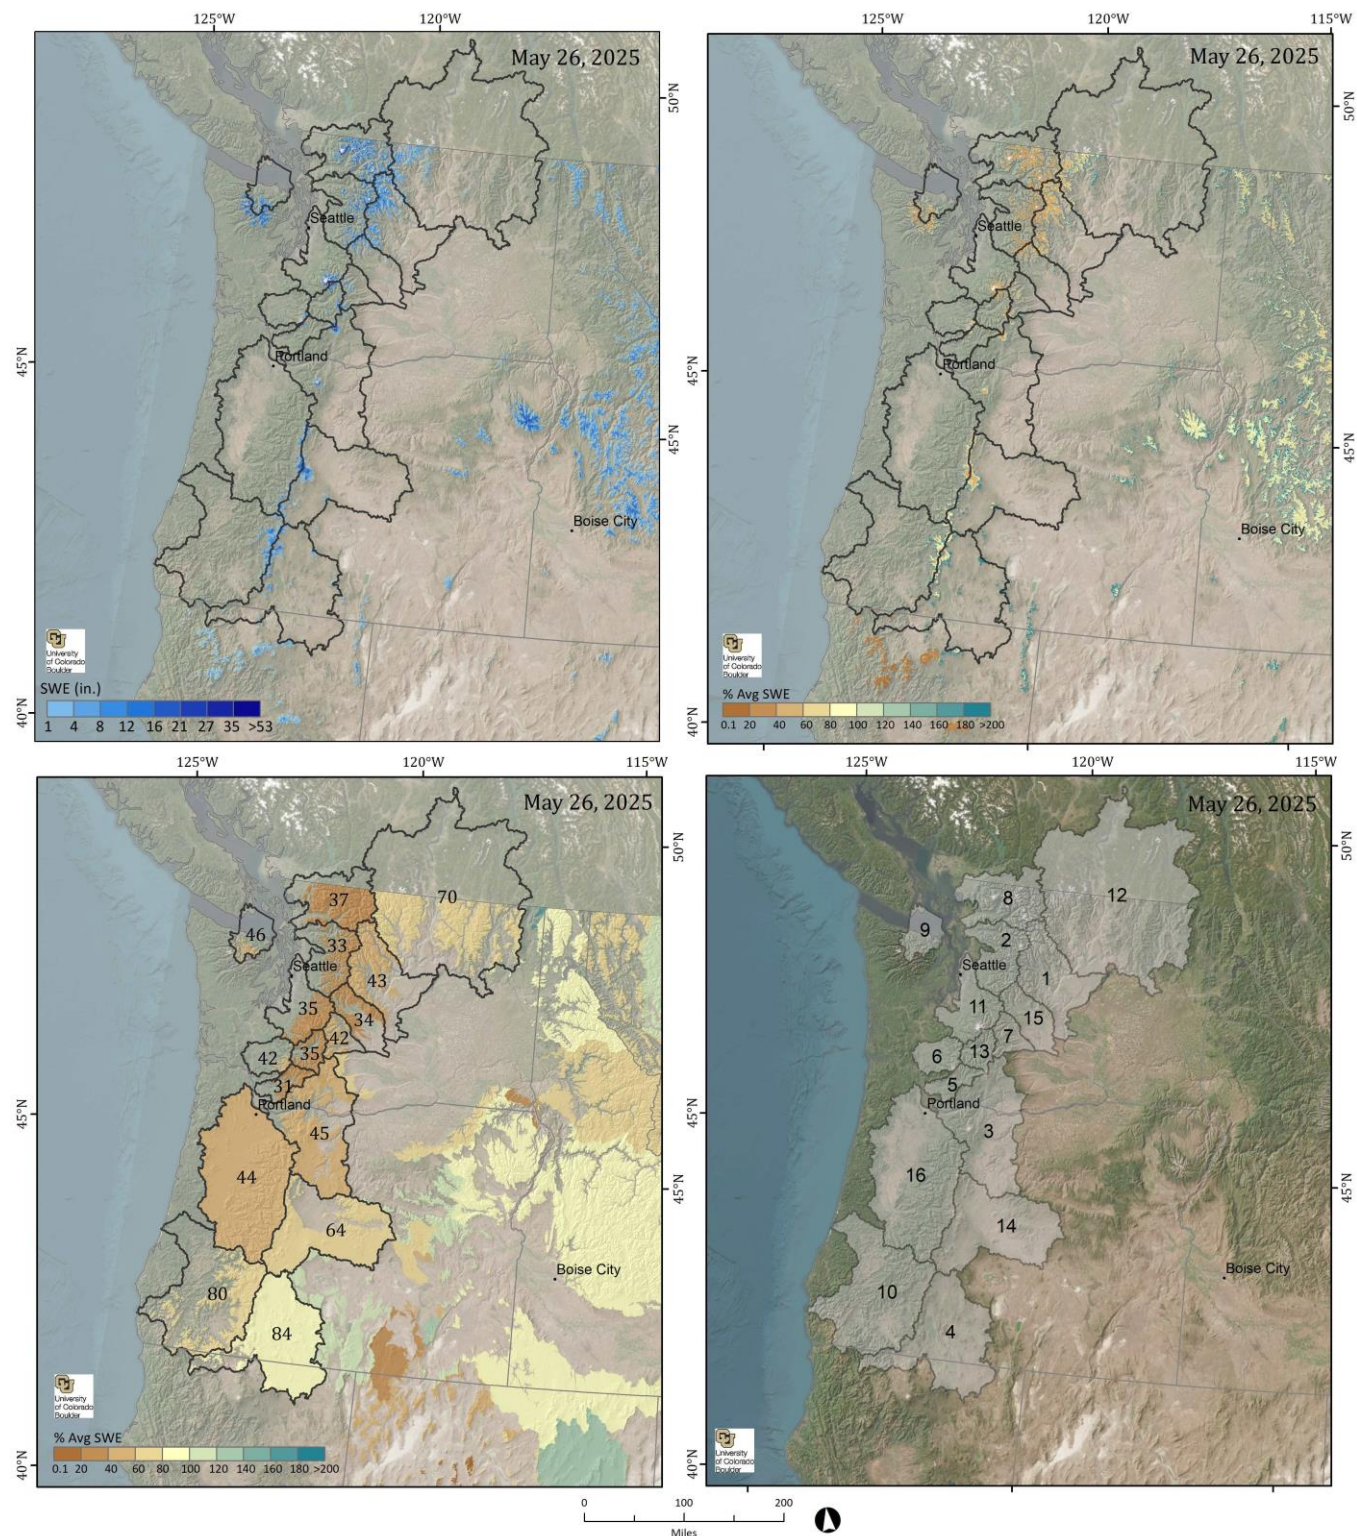 125°W 120°W
May 26, 2025
50°N
Seattle
Portland
45°N
45°N
Boise City
University
of Colorado
Boulder
SWE (in.)
1 4 8 12 16 21 27 35 >53
40°N
125°W 120°W 115°W
May 26, 2025
50°N
Seattle
Portland
45°N
45°N
Boise City
University
of Colorado
Boulder
% Avg SWE
0.1 20 40 60 80 100 120 140 160 180 >200
40°N
125°W 120°W 115°W
May 26, 2025
50°N
37
70
46
33
Seattle
43
35
34
42
42
35
31
Portland
45°N
45
44
45°N
64
Boise City
80
84
University
of Colorado
Boulder
% Avg SWE
0.1 20 40 60 80 100 120 140 160 180 >200
40°N
125°W 120°W 115°W
May 26, 2025
50°N
8
12
9
2
Seattle
1
11
15
7
13
6
5
Portland
45°N
3
16
45°N
14
Boise City
10
4
University
of Colorado
Boulder
40°N
0 100 200
Miles